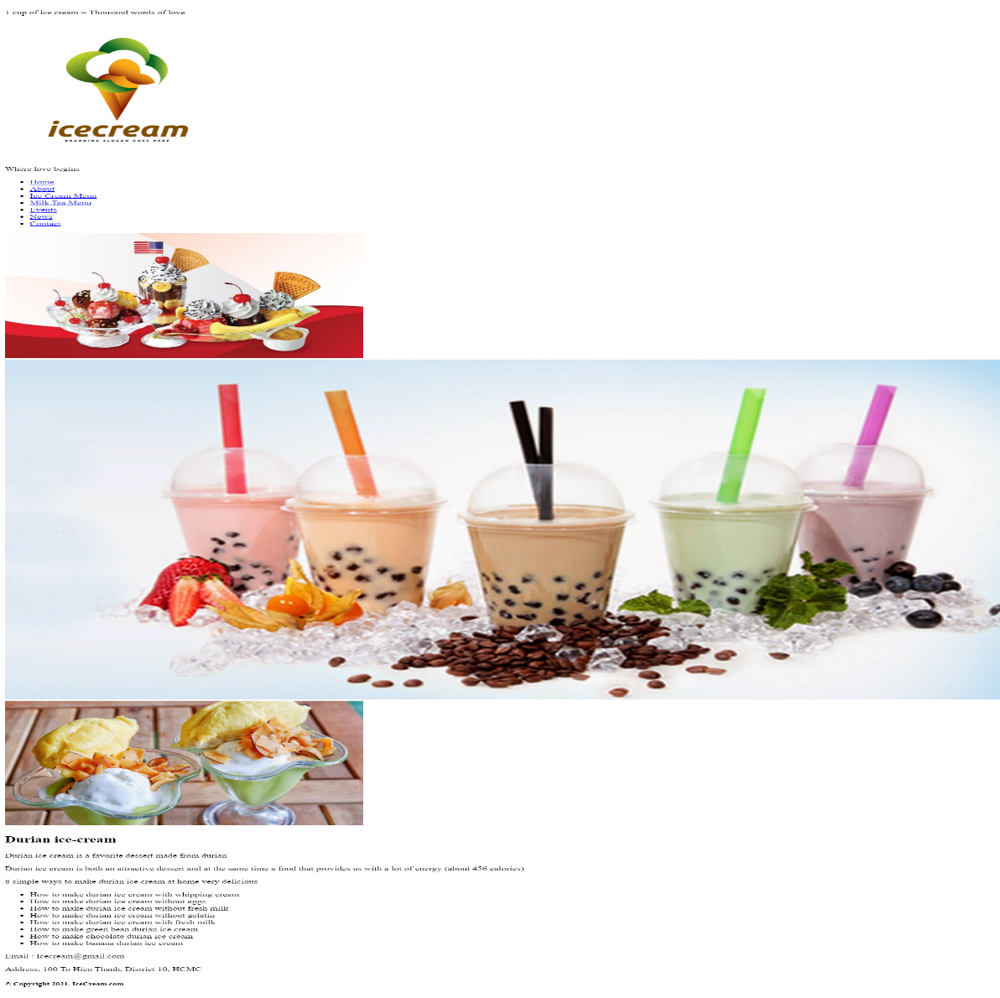 1 cup of ice cream = Thousand words of love
icecream
BRANDING SLOGAN GOES HERE
Where love begins
Home
About
Ice Cream Menu
Milk Tea Menu
Events
News
Contact
Durian ice-cream
Durian ice cream is a favorite dessert made from durian
Durian ice cream is both an attractive dessert and at the same time a food that provides us with a lot of energy (about 456 calories)
8 simple ways to make durian ice cream at home very delicious
How to make durian ice cream with whipping cream
How to make durian ice cream without eggs
How to make durian ice cream without fresh milk
How to make durian ice cream without gelatin
How to make durian ice cream with fresh milk
How to make green bean durian ice cream
How to make chocolate durian ice cream
How to make banana durian ice cream
Email : Icecream@gmail.com
Address: 100 To Hien Thanh, District 10, HCMC
© Copyright 2021. IceCream.com